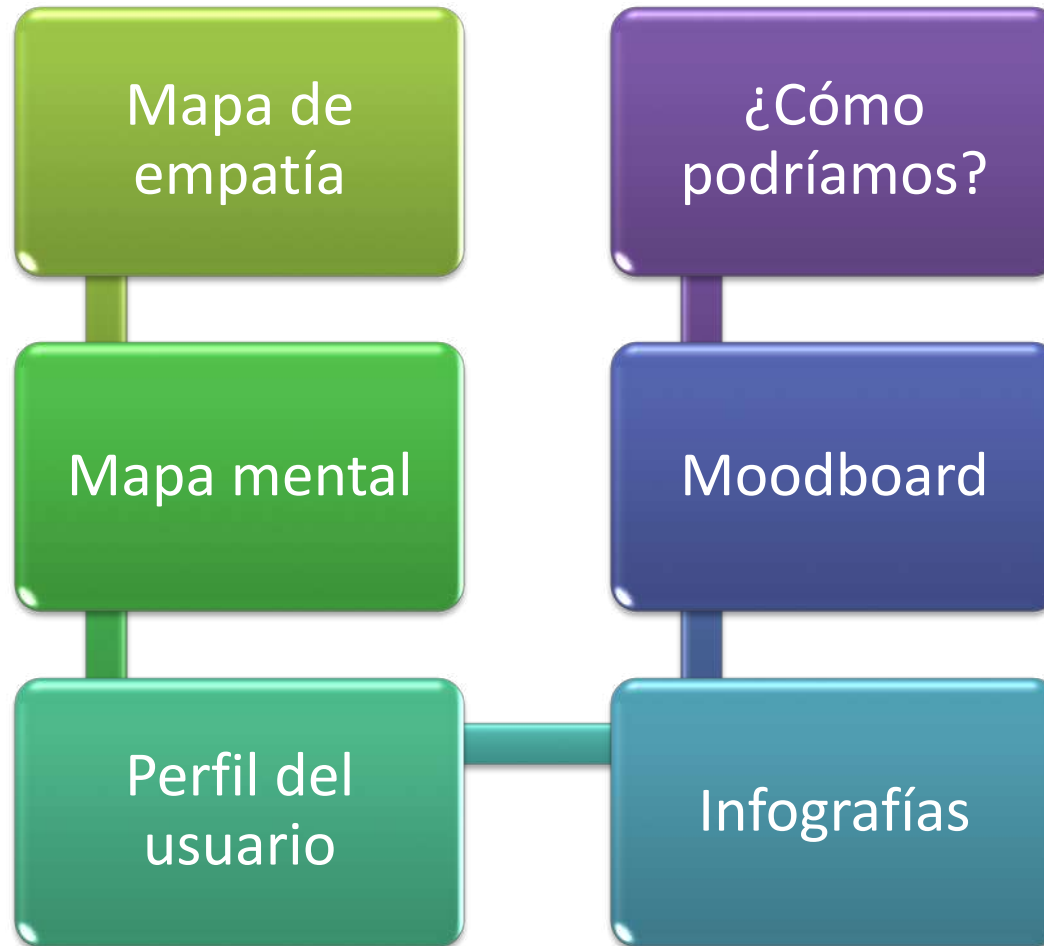 Mapa de
empatía
Mapa mental
Perfil del
usuario
Infografías
Moodboard
¿Cómo
podríamos?